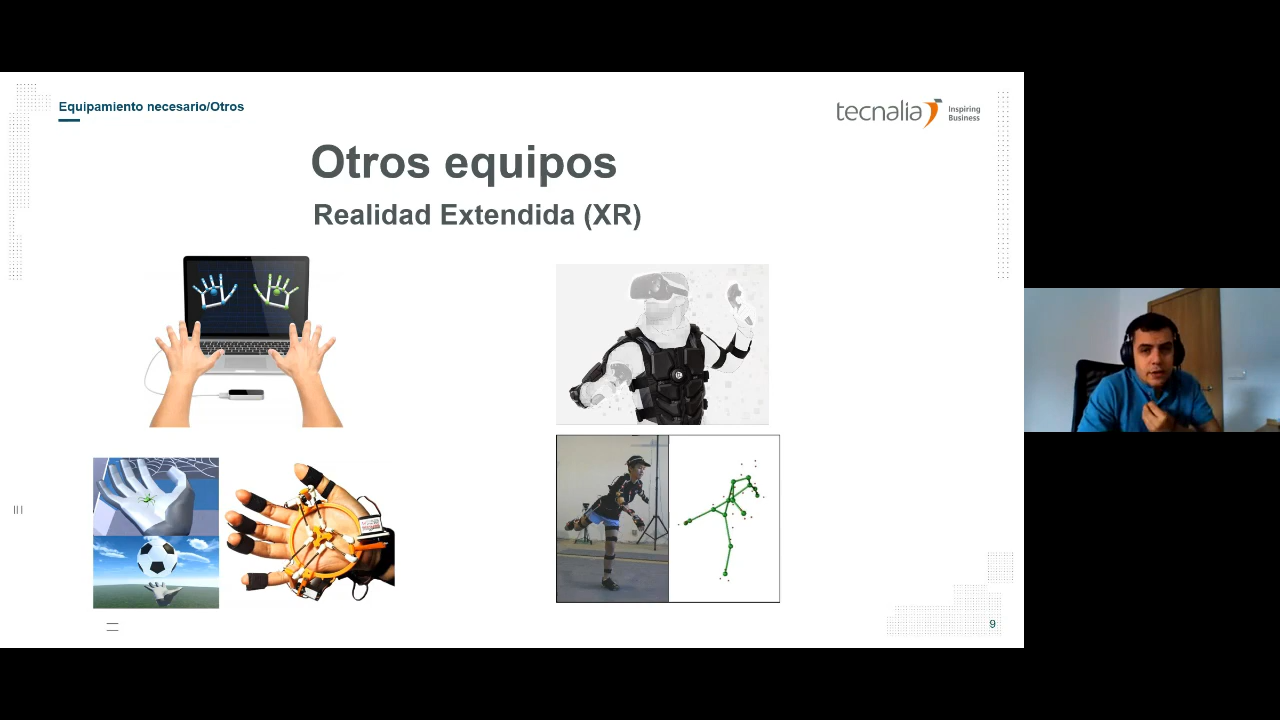 Equipamiento necesario/Otros
tecnalia
Inspiring
Business
Otros equipos
Realidad Extendida (XR)
9